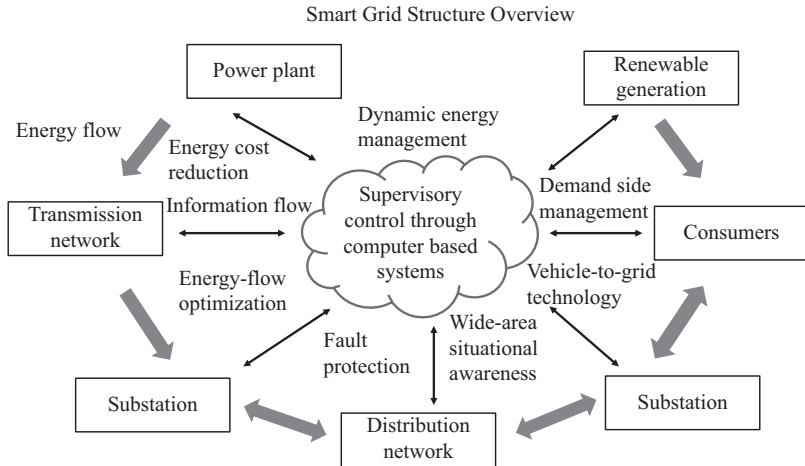 Smart Grid Structure Overview
Power plant
Renewable
generation
Dynamic energy
management
Energy flow
Energy cost
reduction
Transmission
network
Information flow
Supervisory
control through
computer based
systems
Demand side
management
Consumers
Energy-flow
optimization
Vehicle-to-grid
technology
Fault
protection
Wide-area
situational
awareness
Substation
Distribution
network
Substation